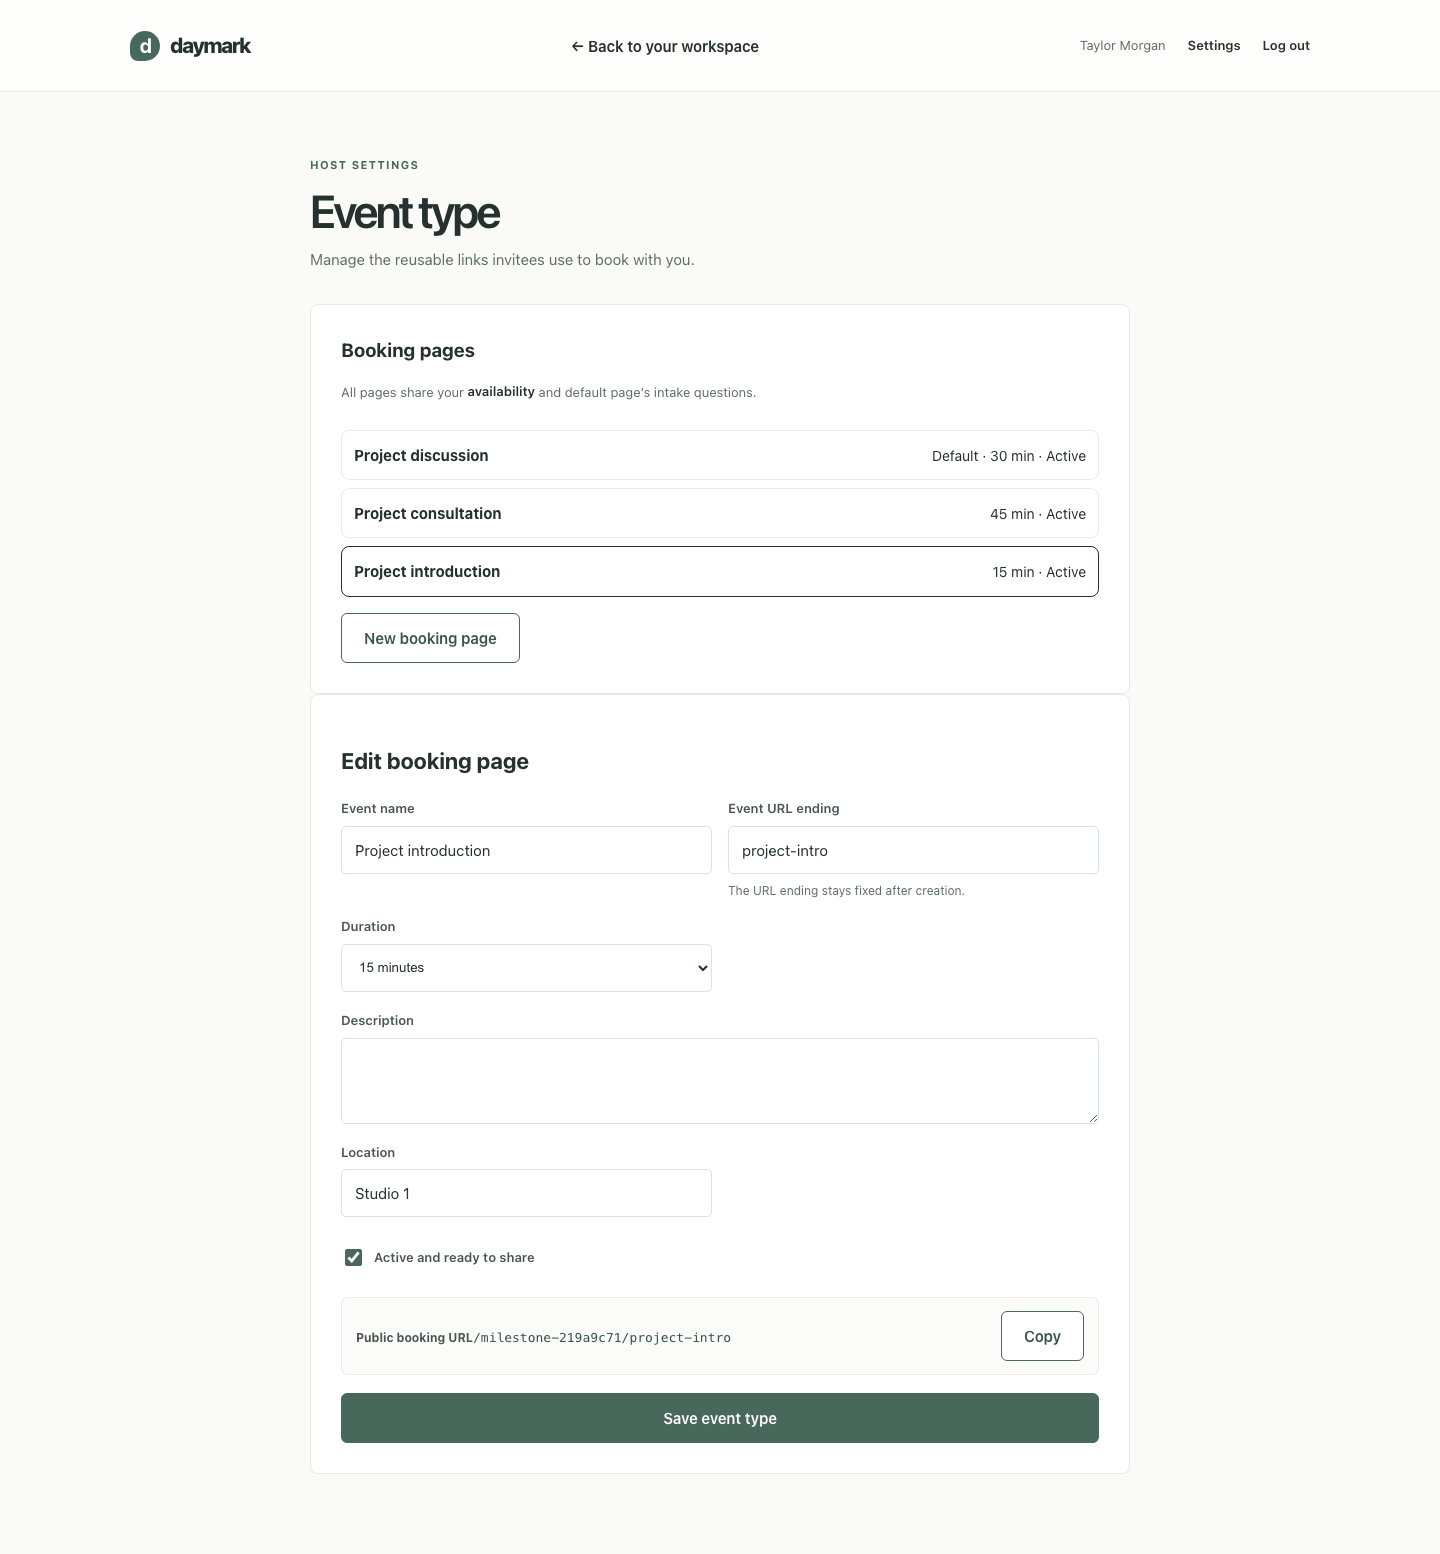 d daymark
← Back to your workspace
Taylor Morgan Settings Log out
HOST SETTINGS
Event type
Manage the reusable links invitees use to book with you.
Booking pages
All pages share your availability and default page's intake questions.
Project discussion Default · 30 min · Active
Project consultation 45 min · Active
Project introduction 15 min · Active
New booking page
Edit booking page
Event name Event URL ending
Project introduction project-intro
The URL ending stays fixed after creation.
Duration
15 minutes
Description
Location
Studio 1
Active and ready to share
Public booking URL/milestone-219a9c71/project-intro Copy
Save event type